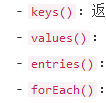 - keys()：返
- values()：
- entries()：
- forEach()：